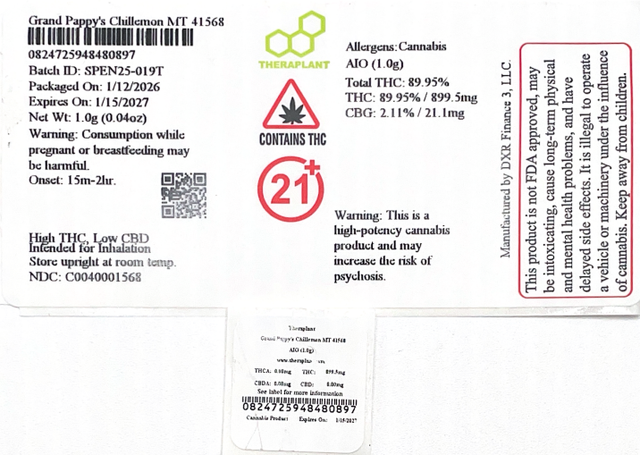 Grand Pappy's Chillemon MT 41568
0824725948480897
Batch ID: SPEN25-019T
Packaged On: 1/12/2026
Expires On: 1/15/2027
Net Wt: 1.0g (0.04oz)
Warning: Consumption while
pregnant or breastfeeding may
be harmful.
Onset: 15m-2hr.
High THC, Low CBD
Intended for Inhalation
Store upright at room temp.
NDC: C0040001568
THERAPLANT
CONTAINS THC
21+
Allergens: Cannabis
AIO (1.0g)
Total THC: 89.95%
THC: 89.95% / 899.5mg
CBG: 2.11% / 21.1mg
Warning: This is a
high-potency cannabis
product and may
increase the risk of
psychosis.
Manufactured by DXR Finance 3, LLC.
This product is not FDA approved, may
be intoxicating, cause long-term physical
and mental health problems, and have
delayed side effects. It is illegal to operate
a vehicle or machinery under the influence
of cannabis. Keep away from children.
Theraplant
Grand Pappy's Chillemon MT 41568
AIO (1.0g)
THCA: 0.00mg THC: 899.5mg
CBDA: 0.00mg CBD: 0.00mg
See label for more information
0824725948480897
Cannabis Product Expires On: 1/15/2027